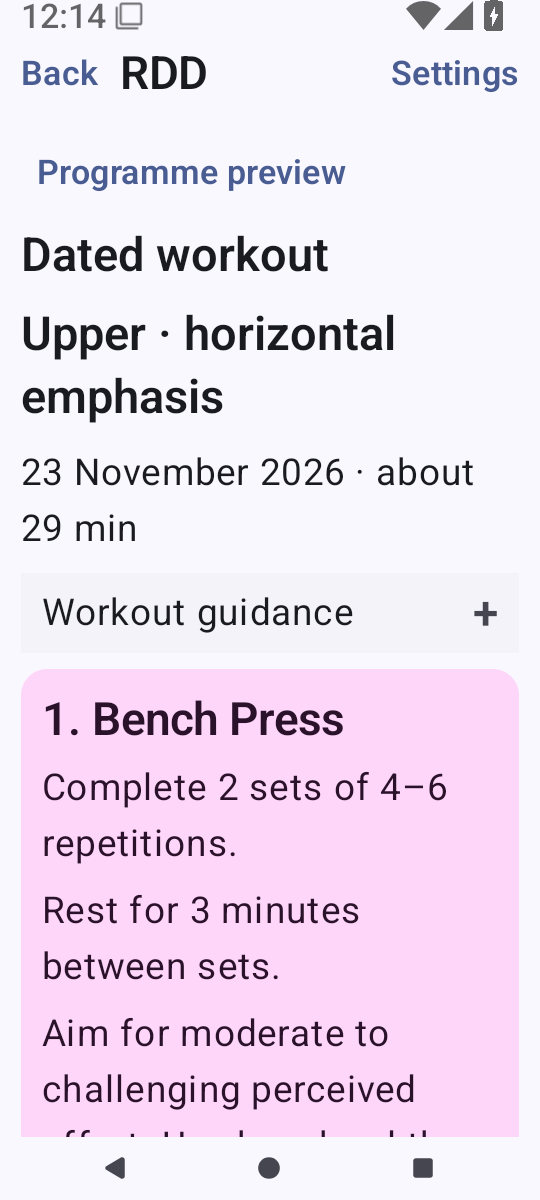 12:14
Back RDD Settings
Programme preview
Dated workout
Upper · horizontal
emphasis
23 November 2026 · about
29 min
Workout guidance +
1. Bench Press
Complete 2 sets of 4–6
repetitions.
Rest for 3 minutes
between sets.
Aim for moderate to
challenging perceived